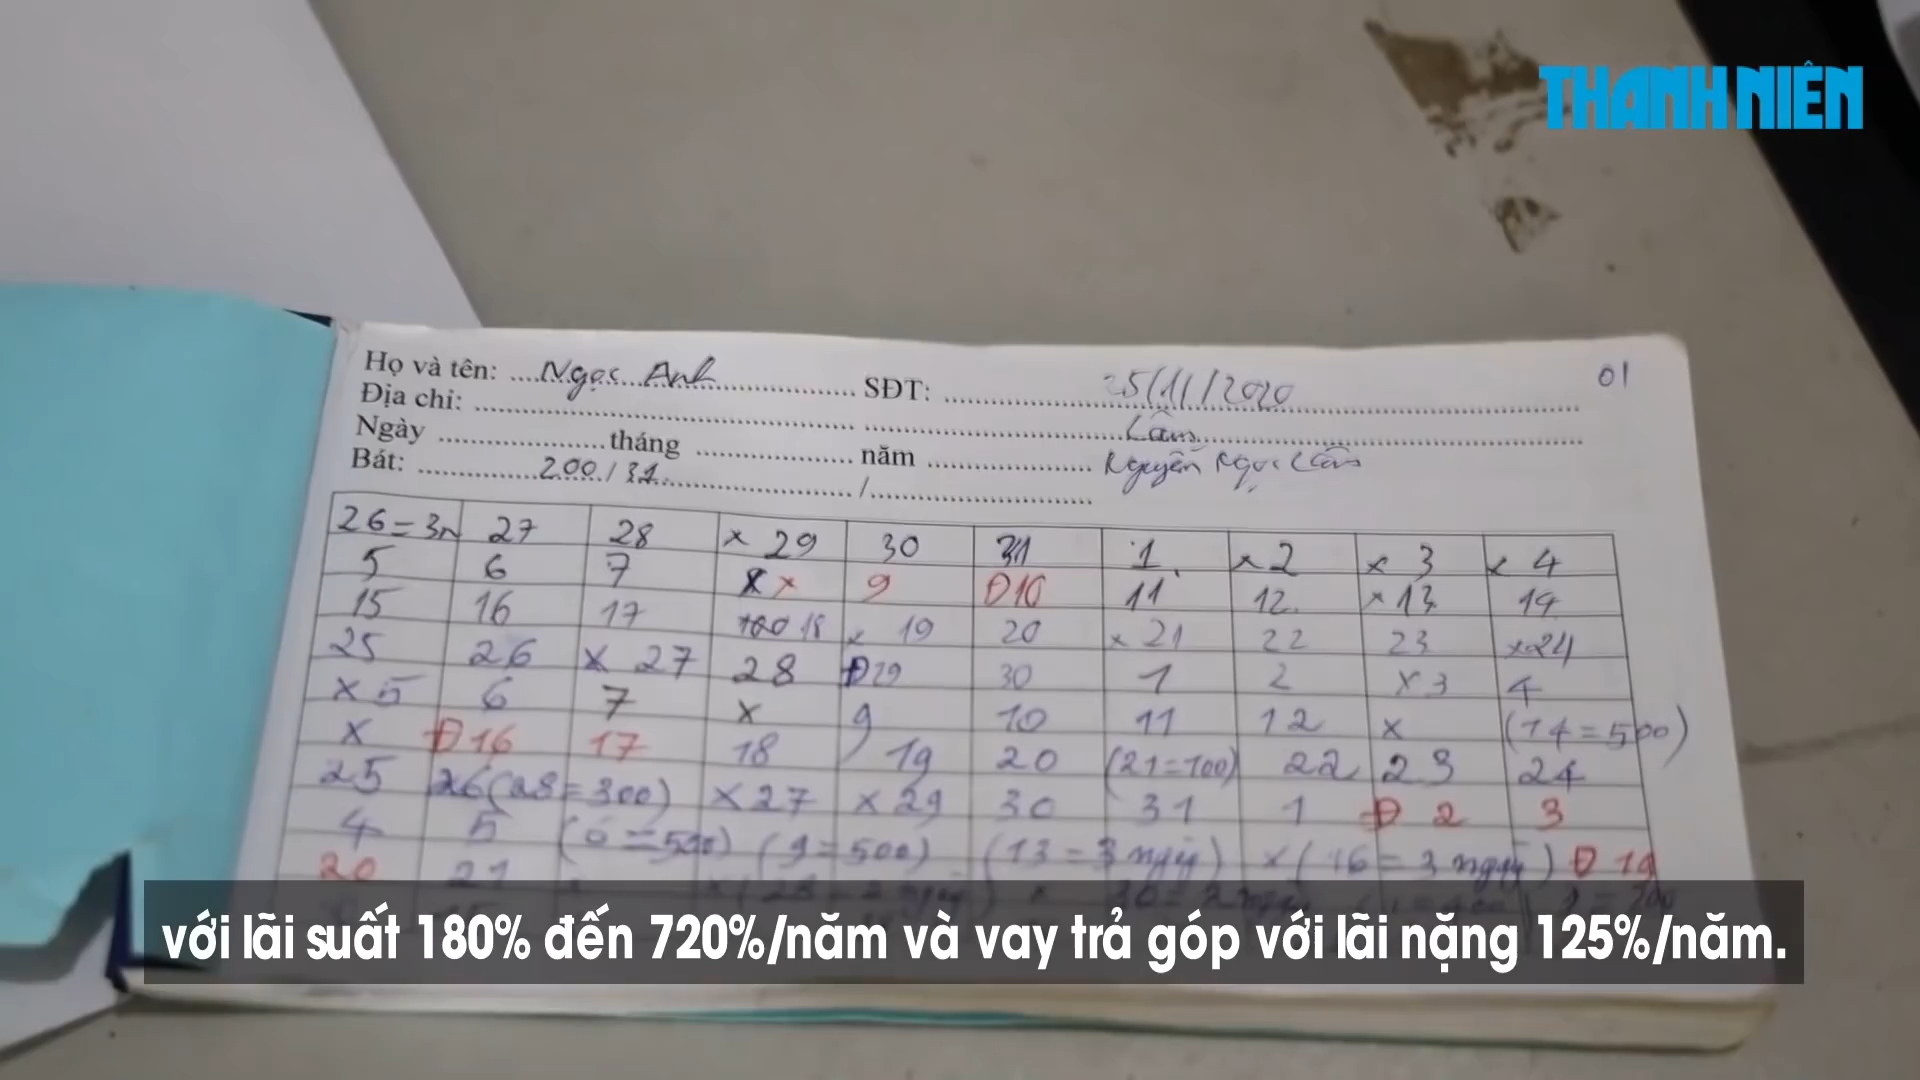 THANH NIÊN
Họ và tên: Ngọc Anh SĐT: 25/11/2020 01
Địa chỉ: Lâm
Ngày tháng năm Nguyễn Ngọc Lâm
Bát: 200/31 /
26=3n 27 28 x 29 30 31 1 x 2 x 3 x 4
5 6 7 x 9 Đ10 11 12 x 13 14
15 16 17 18 x 19 20 x 21 22 23 x 24
25 26 x 27 28 Đ29 30 1 2 x 3 4
x 5 6 7 x 9 10 11 12 x (14=500)
x Đ16 17 18 19 20 (21=100) 22 23 24
25 26 (28=300) x 27 x 29 30 31 1 Đ 2 3
4 5 (6=500) (9=500) (13=3 ngày) x (16=3 ngày) Đ 19
20 21
với lãi suất 180% đến 720%/năm và vay trả góp với lãi nặng 125%/năm.